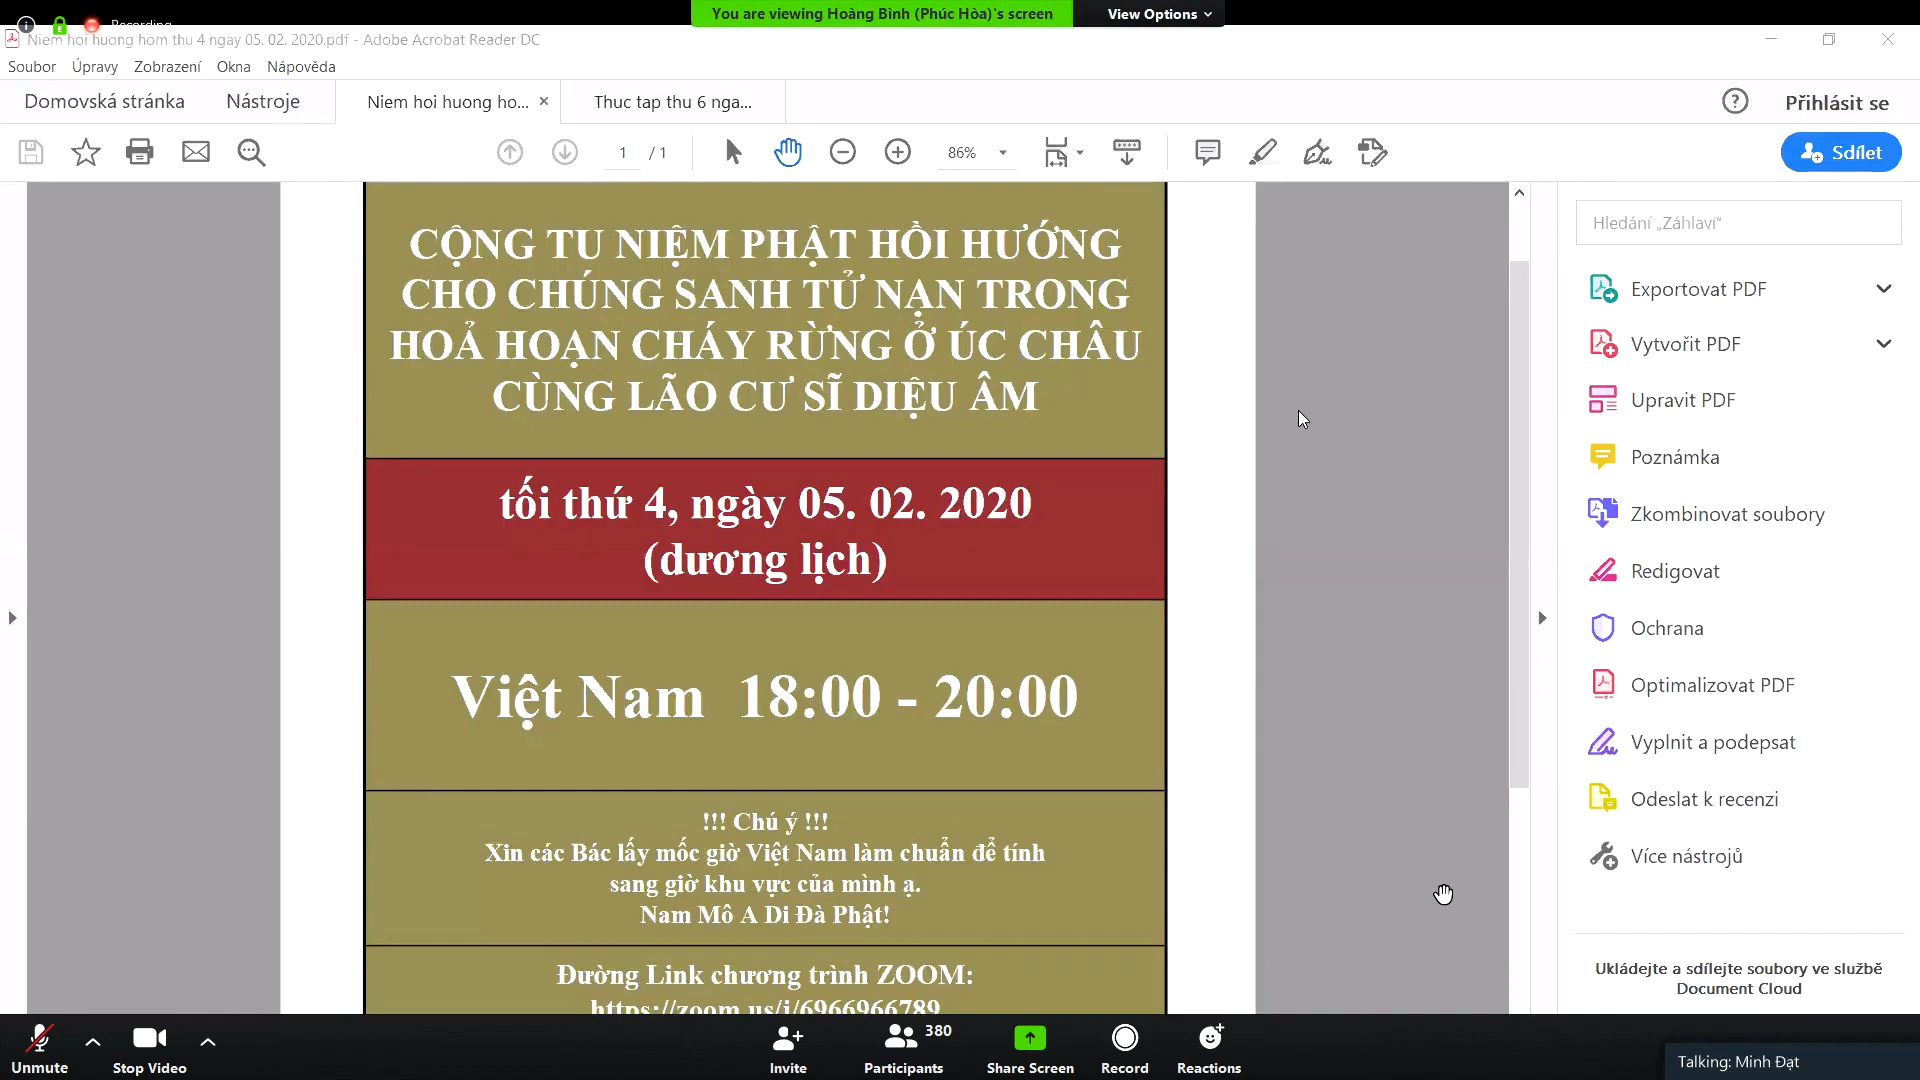 You are viewing Hoàng Bình (Phúc Hòa)'s screen
View Options
Recording
Niem hoi huong hom thu 4 ngay 05. 02. 2020.pdf - Adobe Acrobat Reader DC
Soubor Úpravy Zobrazení Okna Nápověda
Domovská stránka Nástroje Niem hoi huong ho... Thuc tap thu 6 nga... Přihlásit se
1 / 1 86% Sdílet
CỘNG TU NIỆM PHẬT HỒI HƯỚNG
CHO CHÚNG SANH TỬ NẠN TRONG
HOẢ HOẠN CHÁY RỪNG Ở ÚC CHÂU
CÙNG LÃO CƯ SĨ DIỆU ÂM
tối thứ 4, ngày 05. 02. 2020
(dương lịch)
Việt Nam 18:00 - 20:00
!!! Chú ý !!!
Xin các Bác lấy mốc giờ Việt Nam làm chuẩn để tính
sang giờ khu vực của mình ạ.
Nam Mô A Di Đà Phật!
Đường Link chương trình ZOOM:
https://zoom.us/j/6966966789
Hledání „Záhlaví“
Exportovat PDF
Vytvořit PDF
Upravit PDF
Poznámka
Zkombinovat soubory
Redigovat
Ochrana
Optimalizovat PDF
Vyplnit a podepsat
Odeslat k recenzi
Více nástrojů
Ukládejte a sdílejte soubory ve službě
Document Cloud
Unmute
Stop Video
Invite
Participants 380
Share Screen
Record
Reactions
Talking: Minh Đạt